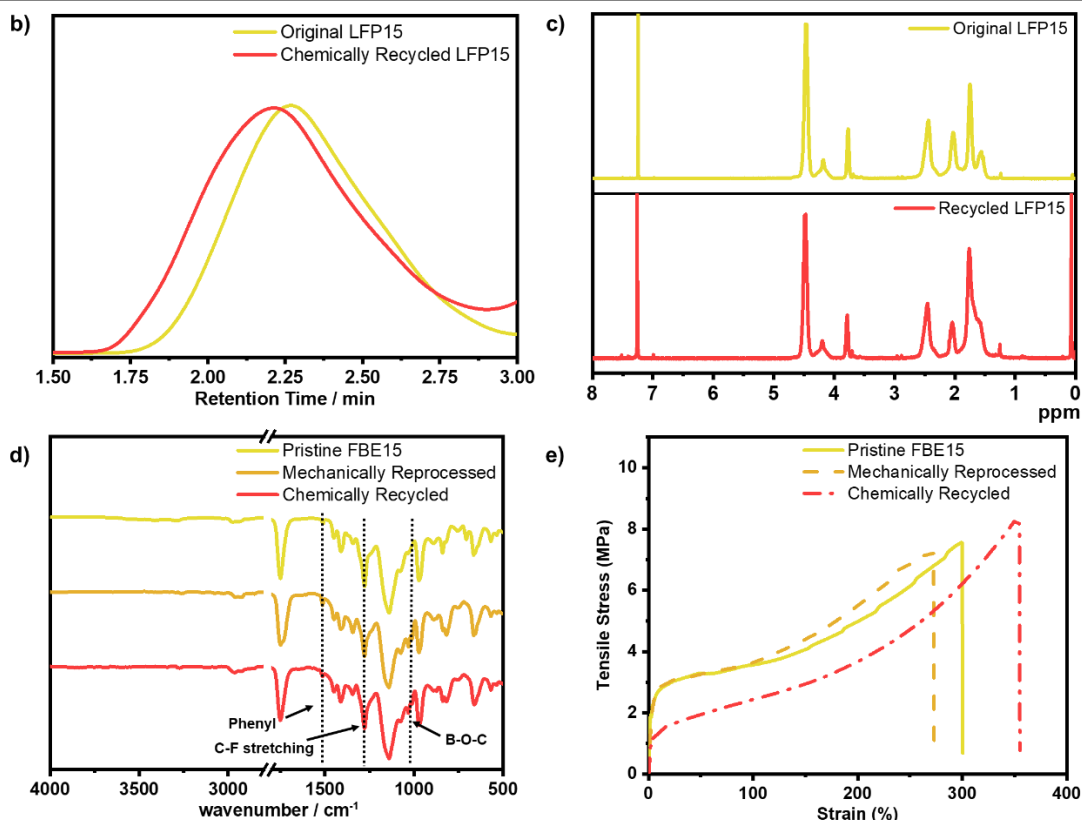 b)
Original LFP15
Chemically Recycled LFP15
1.50 1.75 2.00 2.25 2.50 2.75 3.00
Retention Time / min
c)
Original LFP15
Recycled LFP15
8 7 6 5 4 3 2 1 0
ppm
d)
Pristine FBE15
Mechanically Reprocessed
Chemically Recycled
Phenyl
C-F stretching
B-O-C
4000 3500 3000 1500 1000 500
wavenumber / cm⁻¹
e)
Pristine FBE15
Mechanically Reprocessed
Chemically Recycled
10
8
6
4
2
0
Tensile Stress (MPa)
0 100 200 300 400
Strain (%)